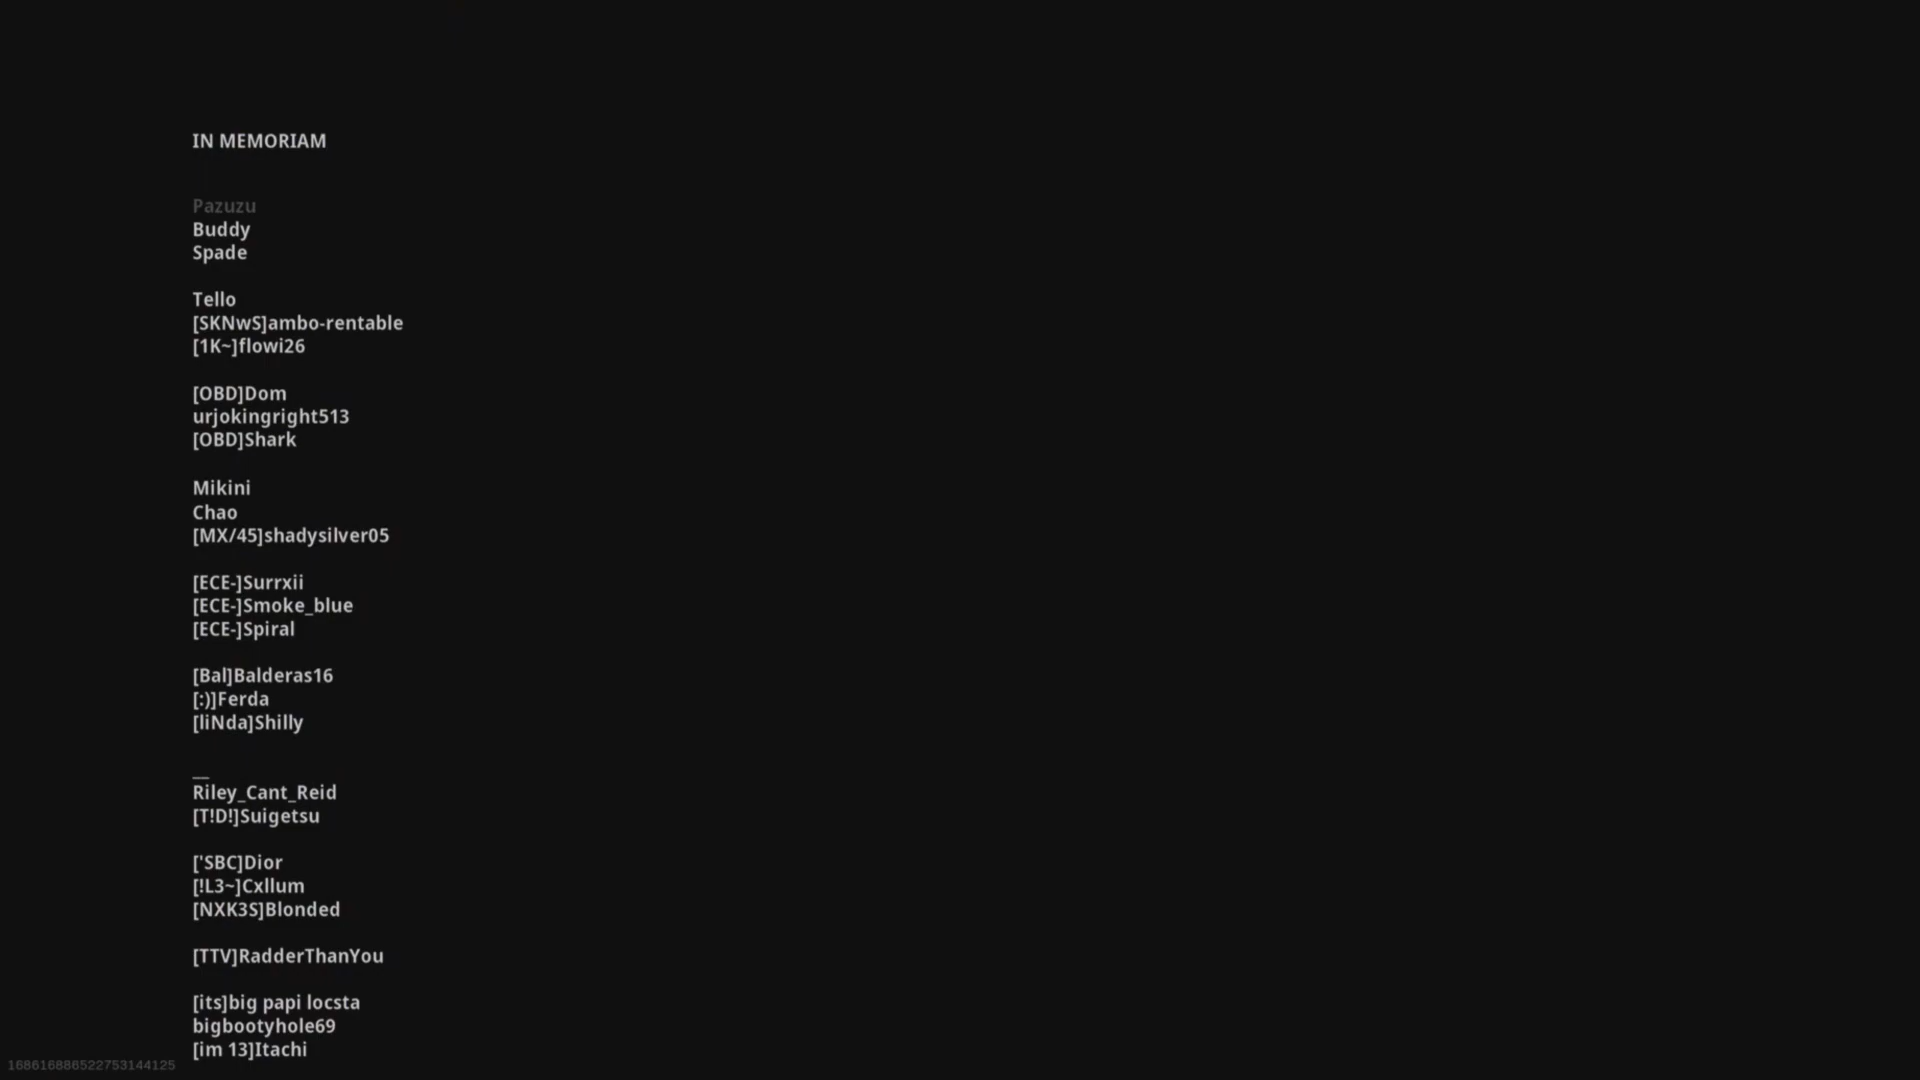 IN MEMORIAM
Pazuzu
Buddy
Spade
Tello
[SKNwS]ambo-rentable
[1K~]flowi26
[OBD]Dom
urjokingright513
[OBD]Shark
Mikini
Chao
[MX/45]shadysilver05
[ECE-]Surrxii
[ECE-]Smoke_blue
[ECE-]Spiral
[Bal]Balderas16
[:)]Ferda
[liNda]Shilly
__
Riley_Cant_Reid
[T!D!]Suigetsu
['SBC]Dior
[!L3~]Cxllum
[NXK3S]Blonded
[TTV]RadderThanYou
[its]big papi locsta
bigbootyhole69
[im 13]Itachi
168616886522753144125